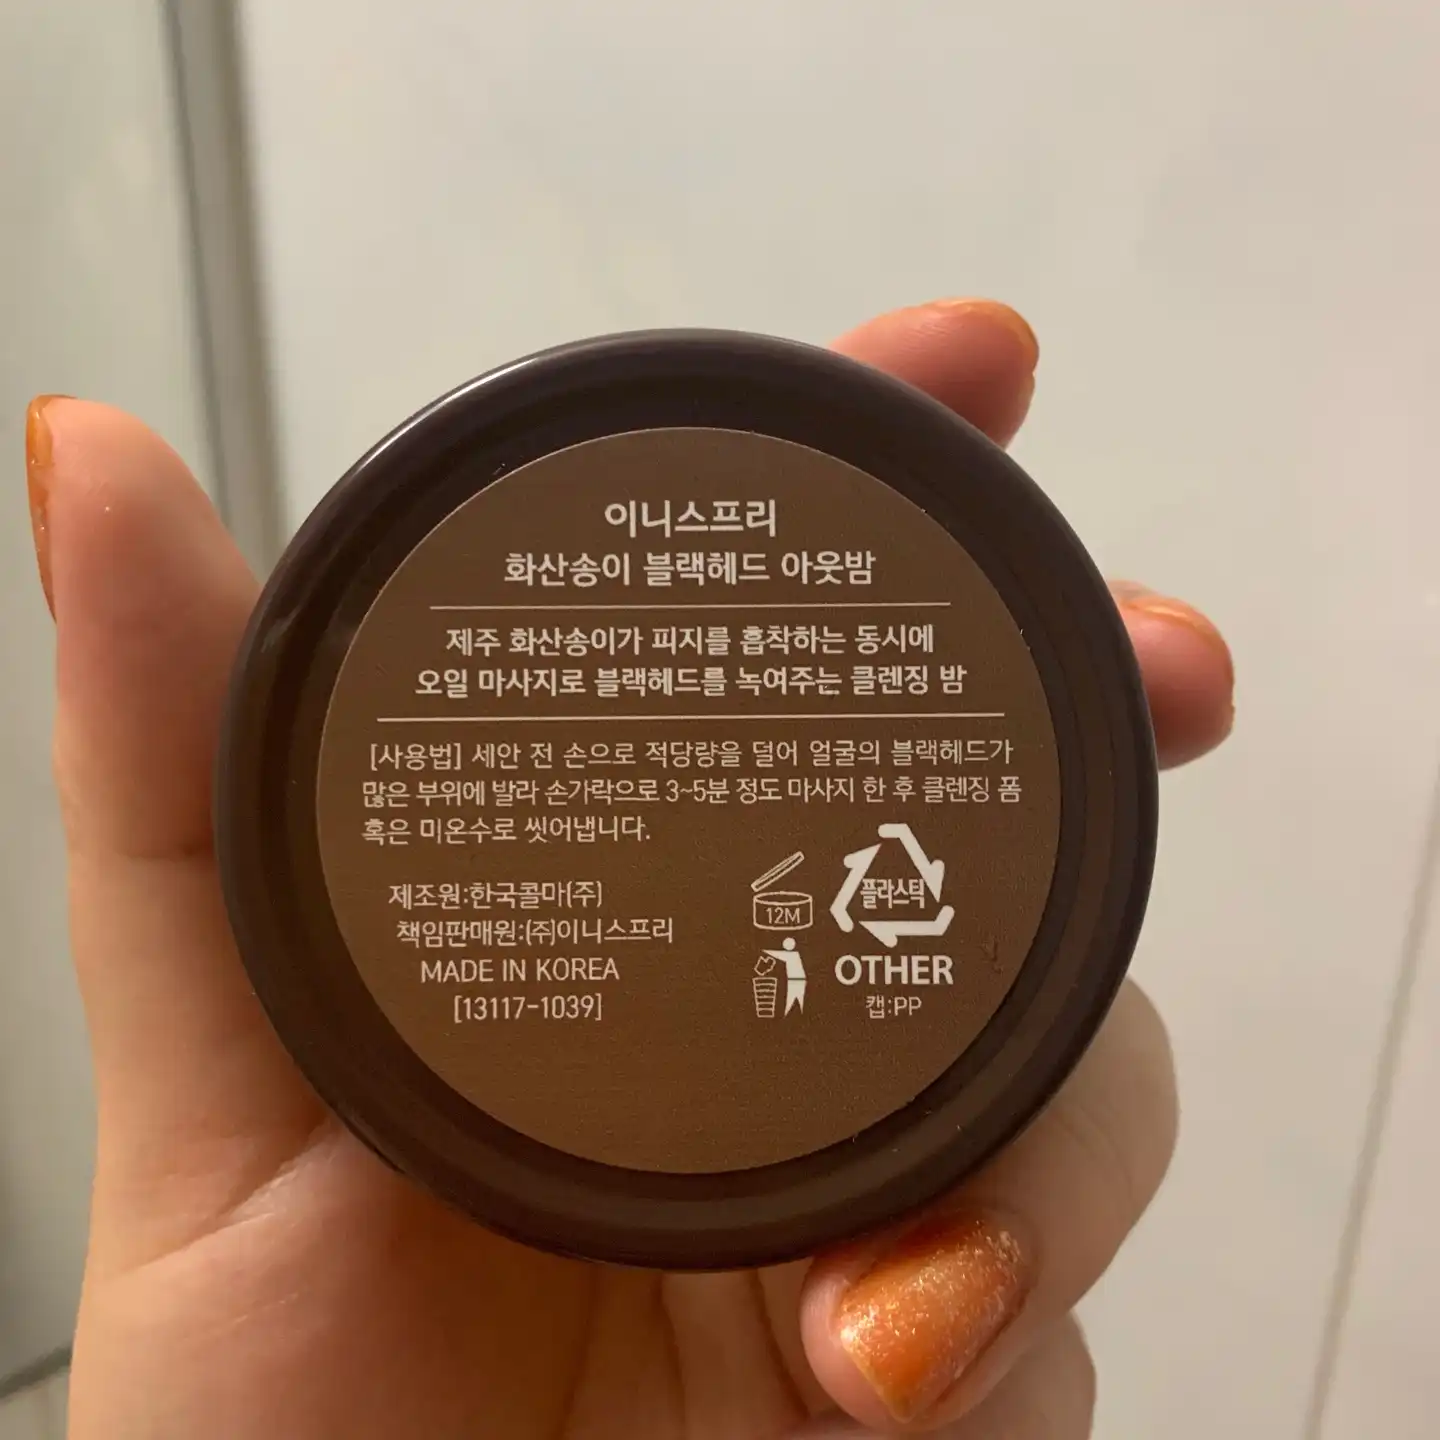 이니스프리
화산송이 블랙헤드 아웃밤
제주 화산송이가 피지를 흡착하는 동시에
오일 마사지로 블랙헤드를 녹여주는 클렌징 밤
[사용법] 세안 전 손으로 적당량을 덜어 얼굴의 블랙헤드가
많은 부위에 발라 손가락으로 3~5분 정도 마사지 한 후 클렌징 폼
혹은 미온수로 씻어냅니다.
제조원:한국콜마(주)
책임판매원:(주)이니스프리
MADE IN KOREA
[13117-1039]
12M
플라스틱
OTHER
캡:PP